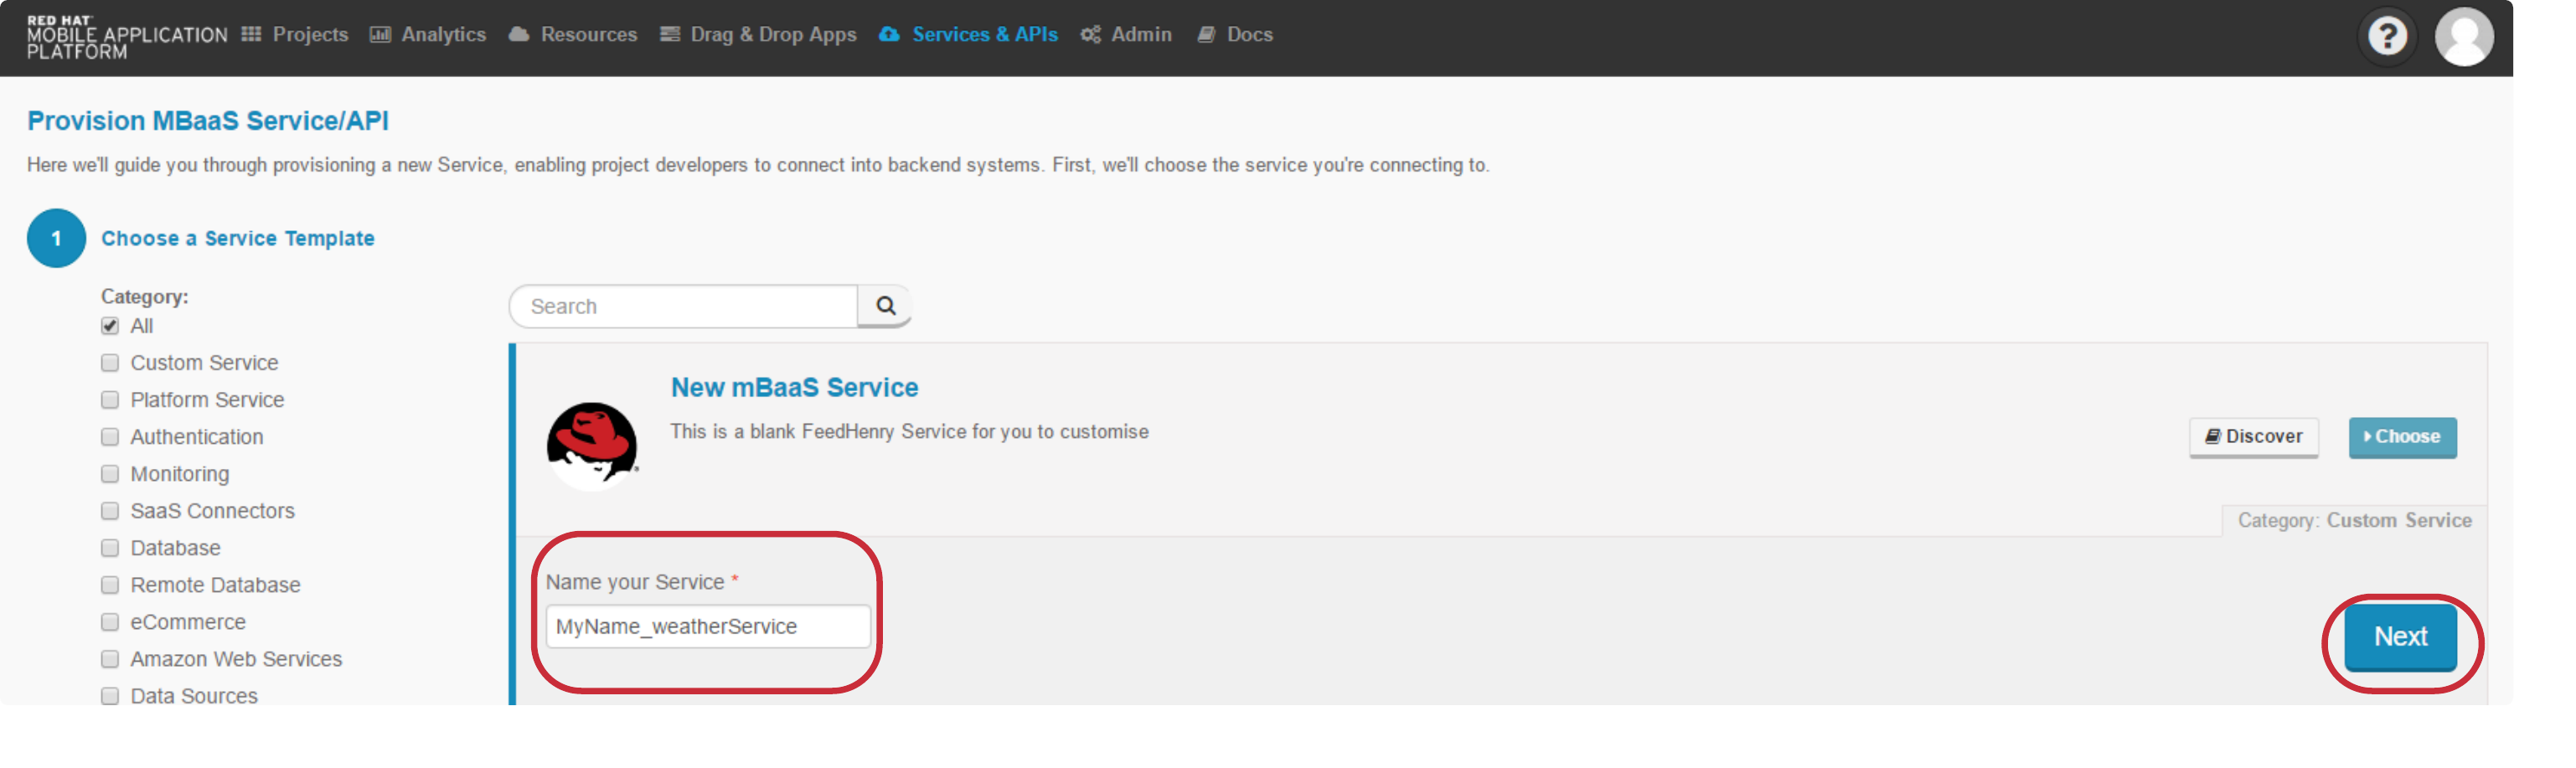 RED HAT
MOBILE APPLICATION
PLATFORM
Projects
Analytics
Resources
Drag & Drop Apps
Services & APIs
Admin
Docs
?
Provision MBaaS Service/API
Here we'll guide you through provisioning a new Service, enabling project developers to connect into backend systems. First, we'll choose the service you're connecting to.
1 Choose a Service Template
Category:
All
Custom Service
Platform Service
Authentication
Monitoring
SaaS Connectors
Database
Remote Database
eCommerce
Amazon Web Services
Data Sources
Search
New mBaaS Service
This is a blank FeedHenry Service for you to customise
Discover
Choose
Category: Custom Service
Name your Service *
MyName_weatherService
Next